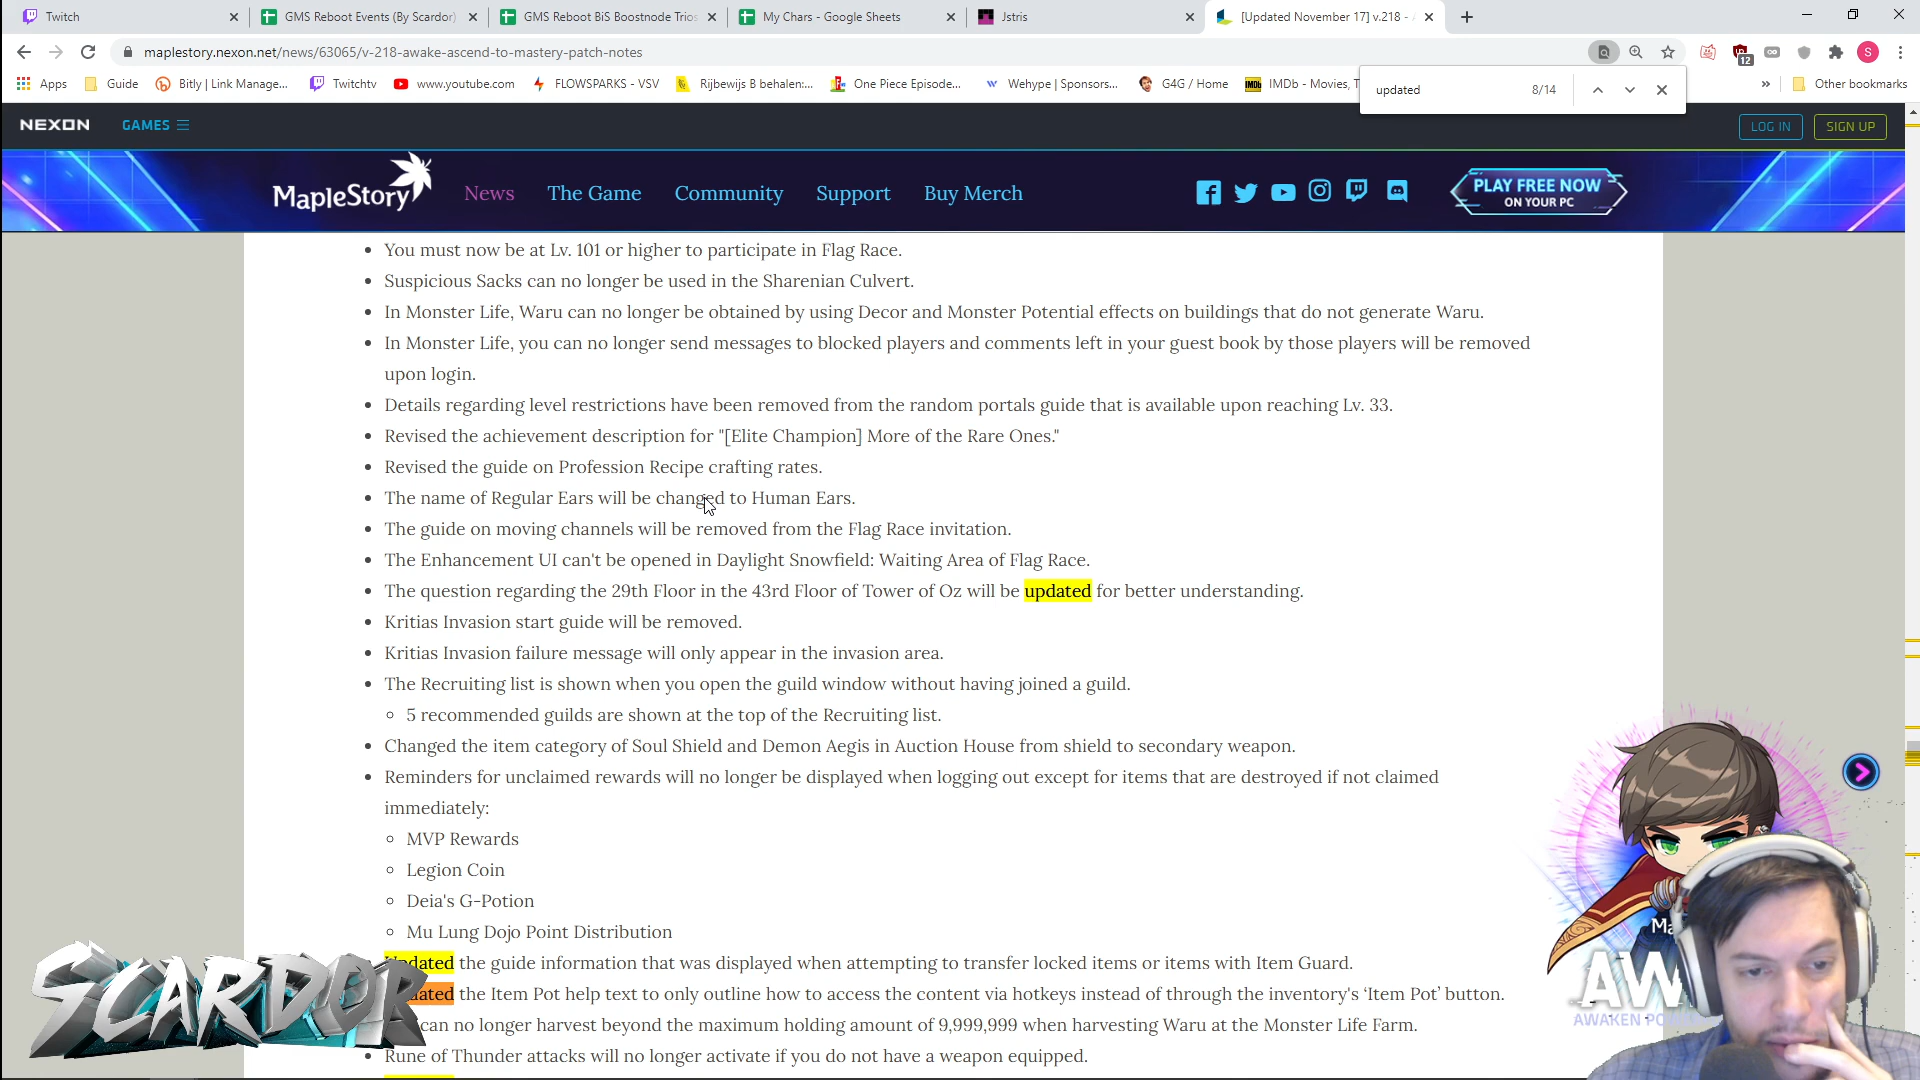 Twitch
GMS Reboot Events (By Scardor)
GMS Reboot BiS Boostnode Trios
My Chars - Google Sheets
Jstris
[Updated November 17] v.218 -
maplestory.nexon.net/news/63065/v-218-awake-ascend-to-mastery-patch-notes
12
S
Apps
Guide
Bitly | Link Manage...
Twitchtv
www.youtube.com
FLOWSPARKS - VSV
Rijbewijs B behalen:...
One Piece Episode...
Wehype | Sponsors...
G4G / Home
IMDb - Movies, T
Other bookmarks
updated
8/14
NEXON
GAMES
LOG IN
SIGN UP
MapleStory
News
The Game
Community
Support
Buy Merch
PLAY FREE NOW
ON YOUR PC
You must now be at Lv. 101 or higher to participate in Flag Race.
Suspicious Sacks can no longer be used in the Sharenian Culvert.
In Monster Life, Waru can no longer be obtained by using Decor and Monster Potential effects on buildings that do not generate Waru.
In Monster Life, you can no longer send messages to blocked players and comments left in your guest book by those players will be removed
upon login.
Details regarding level restrictions have been removed from the random portals guide that is available upon reaching Lv. 33.
Revised the achievement description for "[Elite Champion] More of the Rare Ones."
Revised the guide on Profession Recipe crafting rates.
The name of Regular Ears will be changed to Human Ears.
The guide on moving channels will be removed from the Flag Race invitation.
The Enhancement UI can't be opened in Daylight Snowfield: Waiting Area of Flag Race.
The question regarding the 29th Floor in the 43rd Floor of Tower of Oz will be updated for better understanding.
Kritias Invasion start guide will be removed.
Kritias Invasion failure message will only appear in the invasion area.
The Recruiting list is shown when you open the guild window without having joined a guild.
5 recommended guilds are shown at the top of the Recruiting list.
Changed the item category of Soul Shield and Demon Aegis in Auction House from shield to secondary weapon.
Reminders for unclaimed rewards will no longer be displayed when logging out except for items that are destroyed if not claimed
immediately:
MVP Rewards
Legion Coin
Deia's G-Potion
Mu Lung Dojo Point Distribution
Updated the guide information that was displayed when attempting to transfer locked items or items with Item Guard.
Updated the Item Pot help text to only outline how to access the content via hotkeys instead of through the inventory's ‘Item Pot’ button.
can no longer harvest beyond the maximum holding amount of 9,999,999 when harvesting Waru at the Monster Life Farm.
Rune of Thunder attacks will no longer activate if you do not have a weapon equipped.
SCARDOR
Ma
AW
AWAKEN